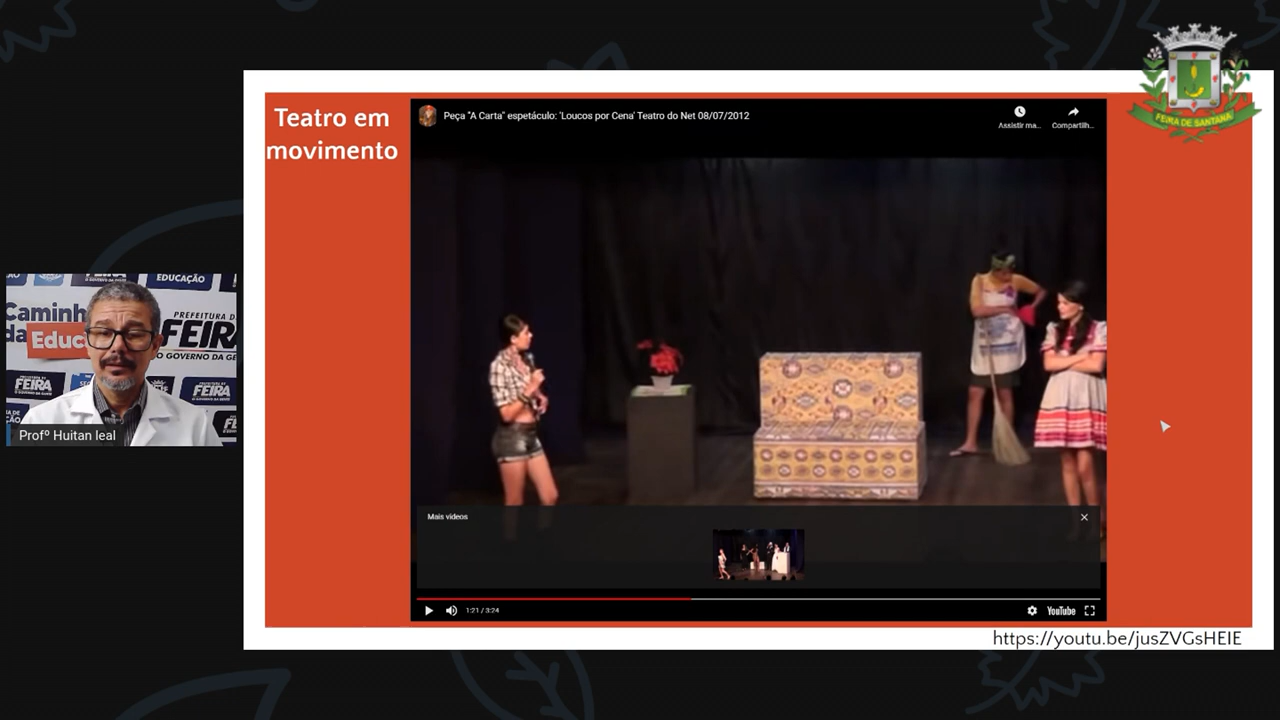 Teatro em
movimento
Peça "A Carta" espetáculo: 'Loucos por Cena' Teatro do Net 08/07/2012
Assistir ma...
Compartilh...
FEIRA DE SANTANA
FEIRA
EDUCAÇÃO
Caminh
da Educ
PREFEITURA D
FEIRA
O GOVERNO DA GE
FEIRA
FEIRA
Profº Huitan leal
Mais vídeos
1:21 / 3:24
YouTube
https://youtu.be/jusZVGsHEIE